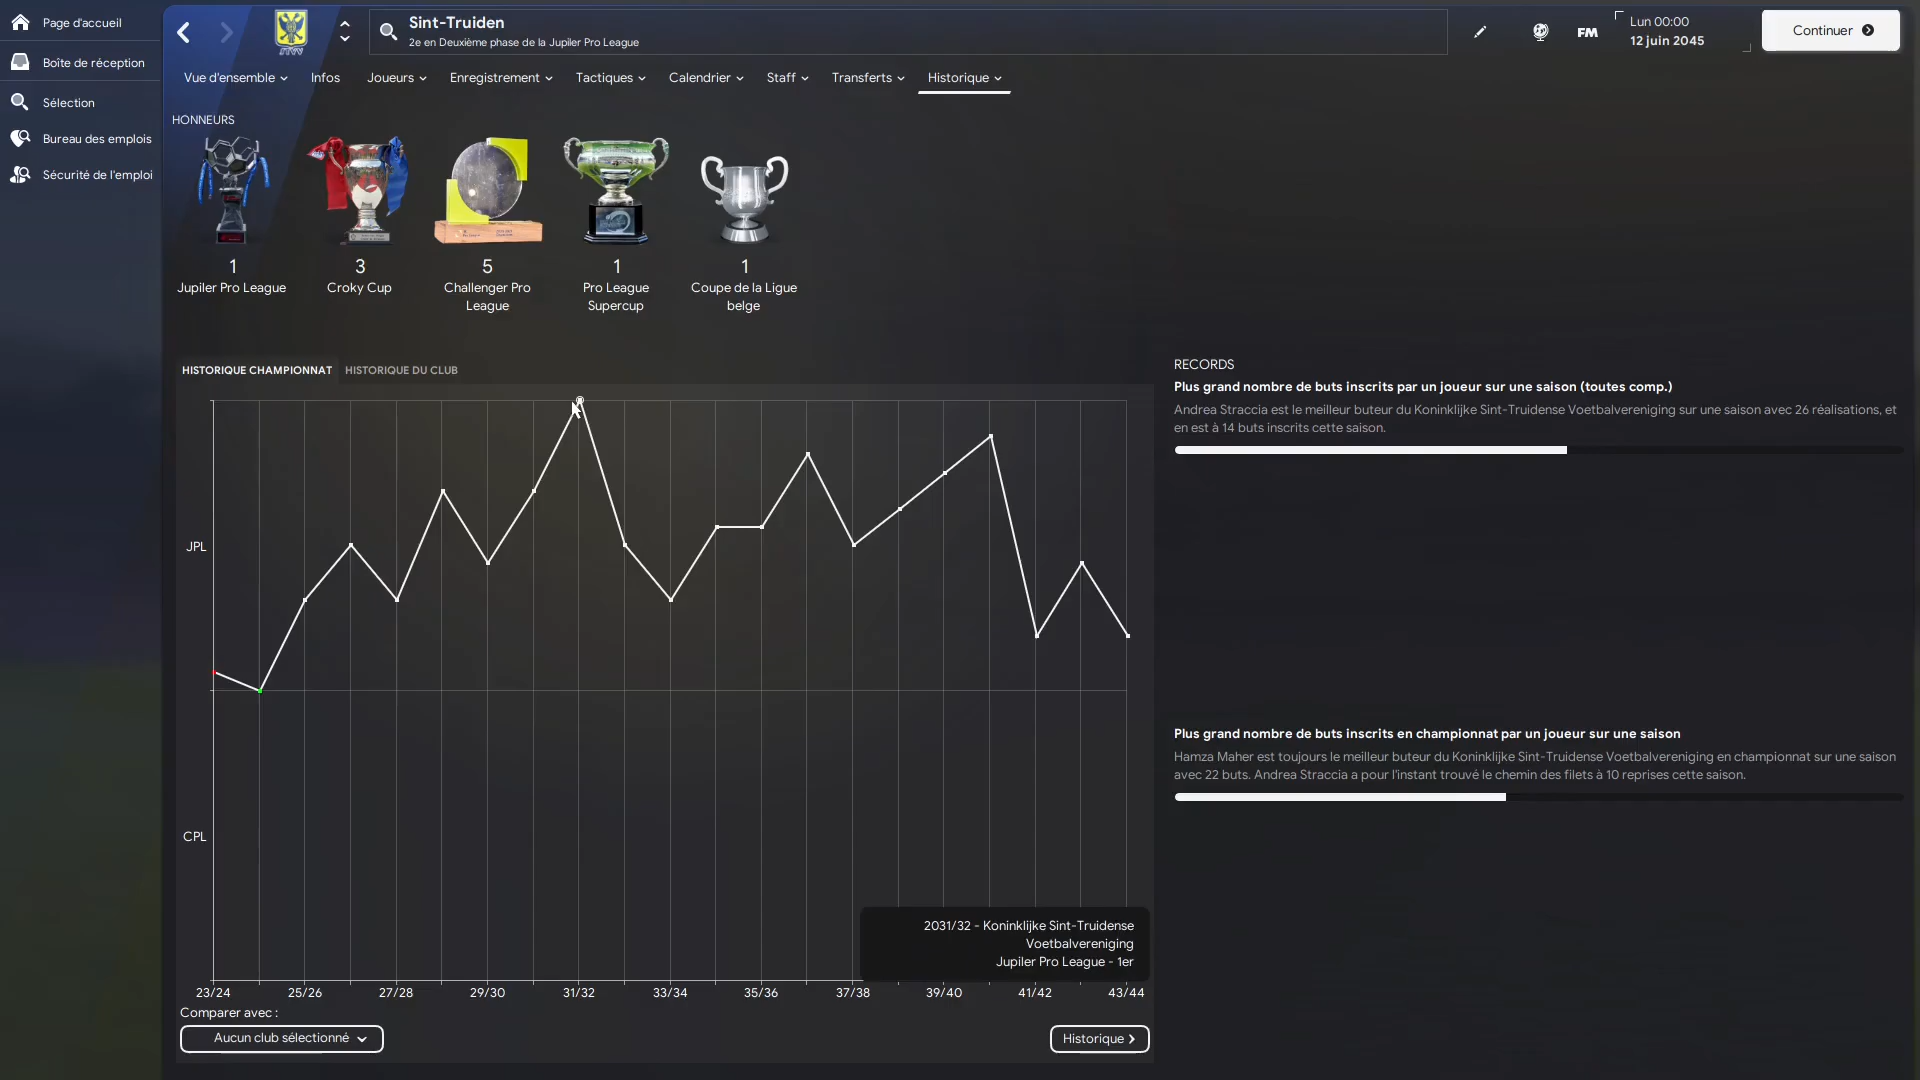 Page d'accueil
Boîte de réception
Sélection
Bureau des emplois
Sécurité de l'emploi
Sint-Truiden
2e en Deuxième phase de la Jupiler Pro League
FM
Lun 00:00
12 juin 2045
Continuer
Vue d'ensemble
Infos
Joueurs
Enregistrement
Tactiques
Calendrier
Staff
Transferts
Historique
HONNEURS
1
Jupiler Pro League
3
Croky Cup
5
Challenger Pro
League
1
Pro League
Supercup
1
Coupe de la Ligue
belge
HISTORIQUE CHAMPIONNAT
HISTORIQUE DU CLUB
JPL
CPL
2031/32 - Koninklijke Sint-Truidense
Voetbalvereniging
Jupiler Pro League - 1er
23/24
25/26
27/28
29/30
31/32
33/34
35/36
37/38
39/40
41/42
43/44
Comparer avec :
Aucun club sélectionné
Historique
RECORDS
Plus grand nombre de buts inscrits par un joueur sur une saison (toutes comp.)
Andrea Straccia est le meilleur buteur du Koninklijke Sint-Truidense Voetbalvereniging sur une saison avec 26 réalisations, et
en est à 14 buts inscrits cette saison.
Plus grand nombre de buts inscrits en championnat par un joueur sur une saison
Hamza Maher est toujours le meilleur buteur du Koninklijke Sint-Truidense Voetbalvereniging en championnat sur une saison
avec 22 buts. Andrea Straccia a pour l'instant trouvé le chemin des filets à 10 reprises cette saison.